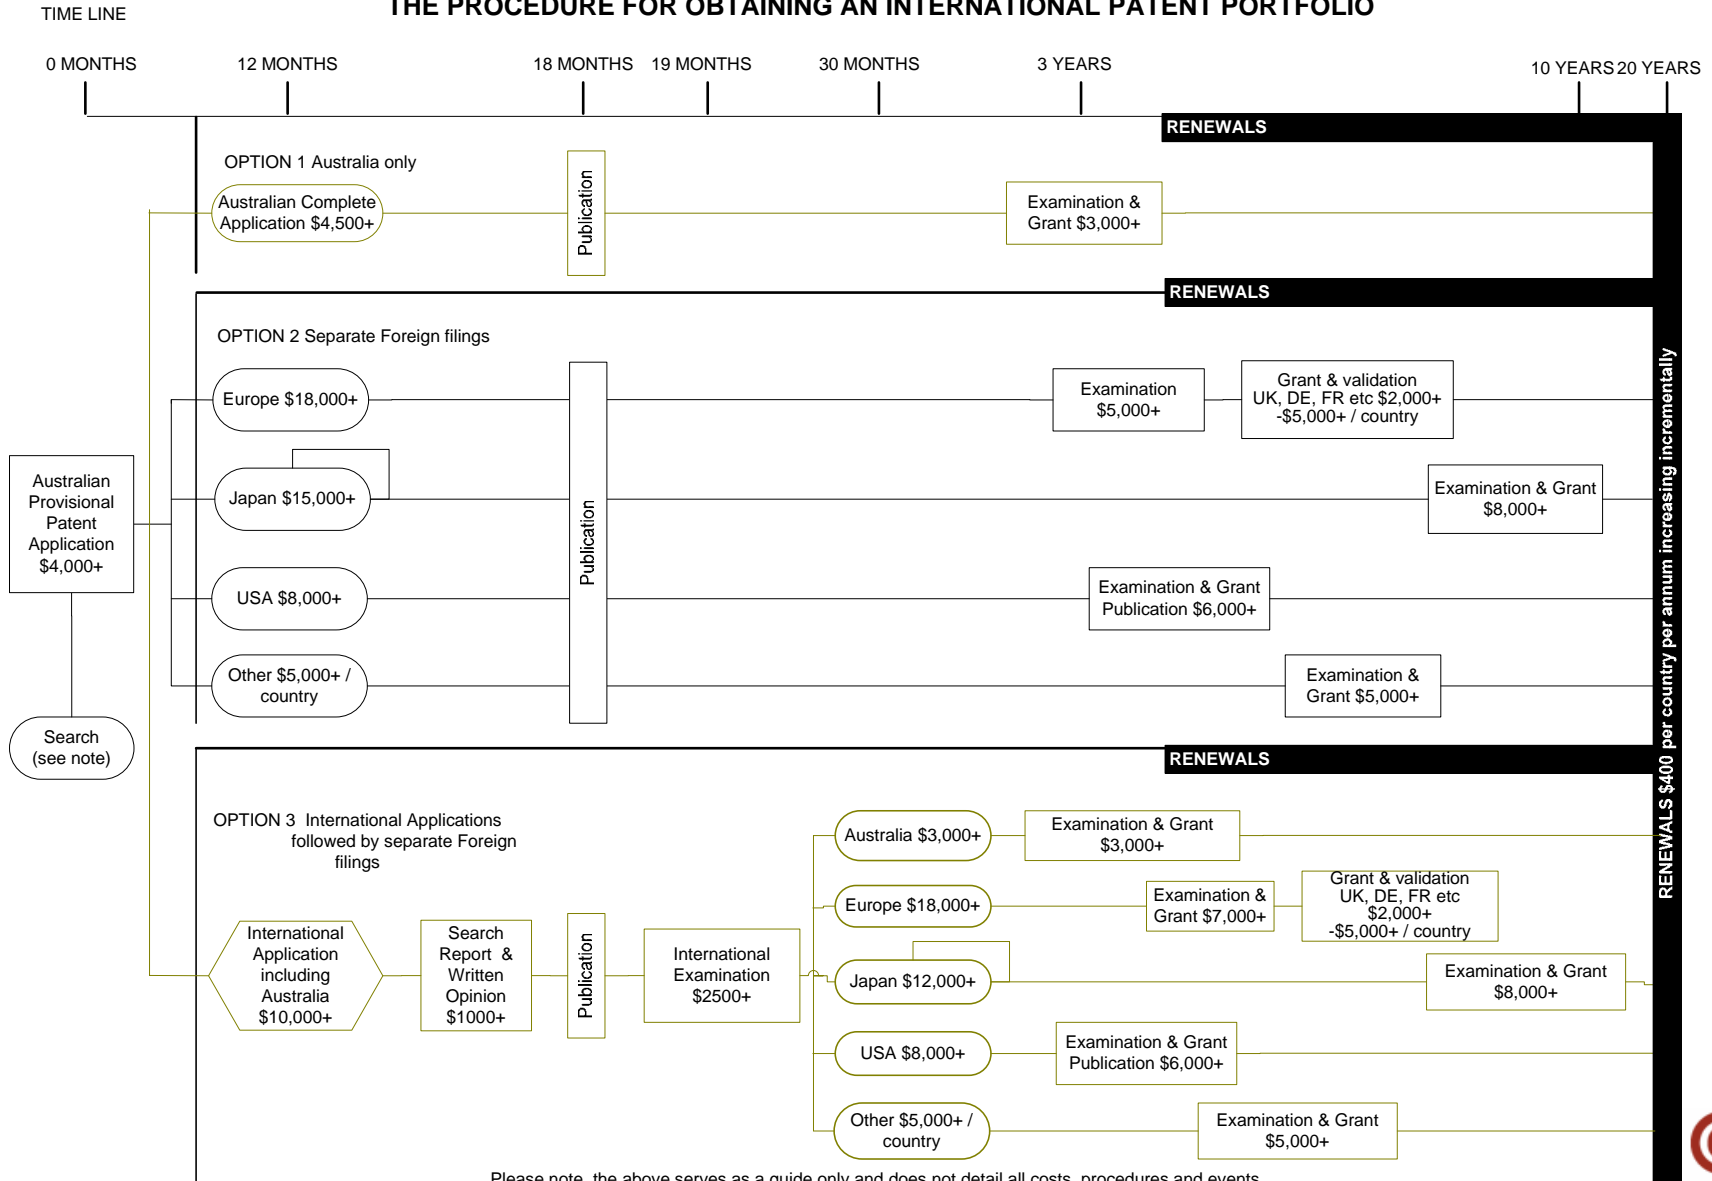 THE PROCEDURE FOR OBTAINING AN INTERNATIONAL PATENT PORTFOLIO
TIME LINE
0 MONTHS
12 MONTHS
18 MONTHS
19 MONTHS
30 MONTHS
3 YEARS
10 YEARS
20 YEARS
RENEWALS
OPTION 1 Australia only
Australian Complete
Application $4,500+
Publication
Examination &
Grant $3,000+
RENEWALS
OPTION 2 Separate Foreign filings
Europe $18,000+
Examination
$5,000+
Grant & validation
UK, DE, FR etc $2,000+
-$5,000+ / country
Japan $15,000+
Examination & Grant
$8,000+
Australian
Provisional
Patent
Application
$4,000+
Publication
USA $8,000+
Examination & Grant
Publication $6,000+
Other $5,000+ /
country
Examination &
Grant $5,000+
Search
(see note)
RENEWALS $400 per country per annum increasing incrementally
RENEWALS
OPTION 3 International Applications
followed by separate Foreign
filings
Australia $3,000+
Examination & Grant
$3,000+
Europe $18,000+
Examination &
Grant $7,000+
Grant & validation
UK, DE, FR etc
$2,000+
-$5,000+ / country
International
Application
including
Australia
$10,000+
Search
Report &
Written
Opinion
$1000+
Publication
International
Examination
$2500+
Japan $12,000+
Examination & Grant
$8,000+
USA $8,000+
Examination & Grant
Publication $6,000+
Other $5,000+ /
country
Examination & Grant
$5,000+
Please note, the above serves as a guide only and does not detail all costs, procedures and events